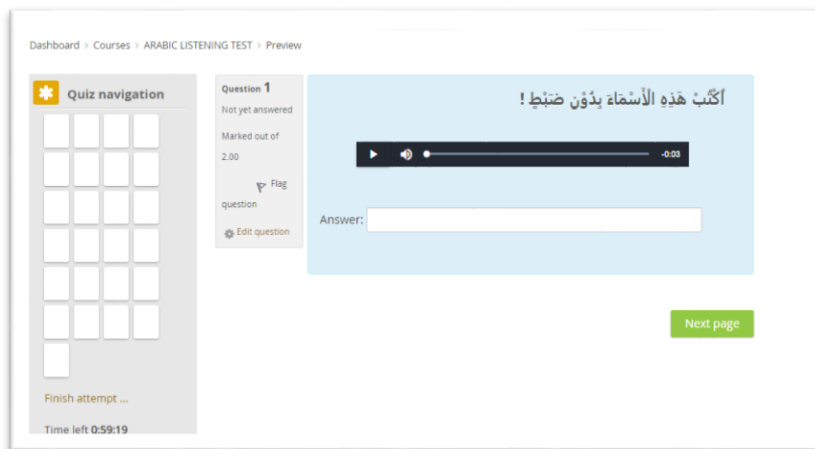 Dashboard > Courses > ARABIC LISTENING TEST > Preview
Quiz navigation
Finish attempt ...
Time left 0:59:19
Question 1
Not yet answered
Marked out of
2.00
Flag
question
Edit question
أُكْتُبْ هَذِهِ الْأَسْمَاءَ بِدُوْنِ ضَبْطٍ !
-0:03
Answer:
Next page